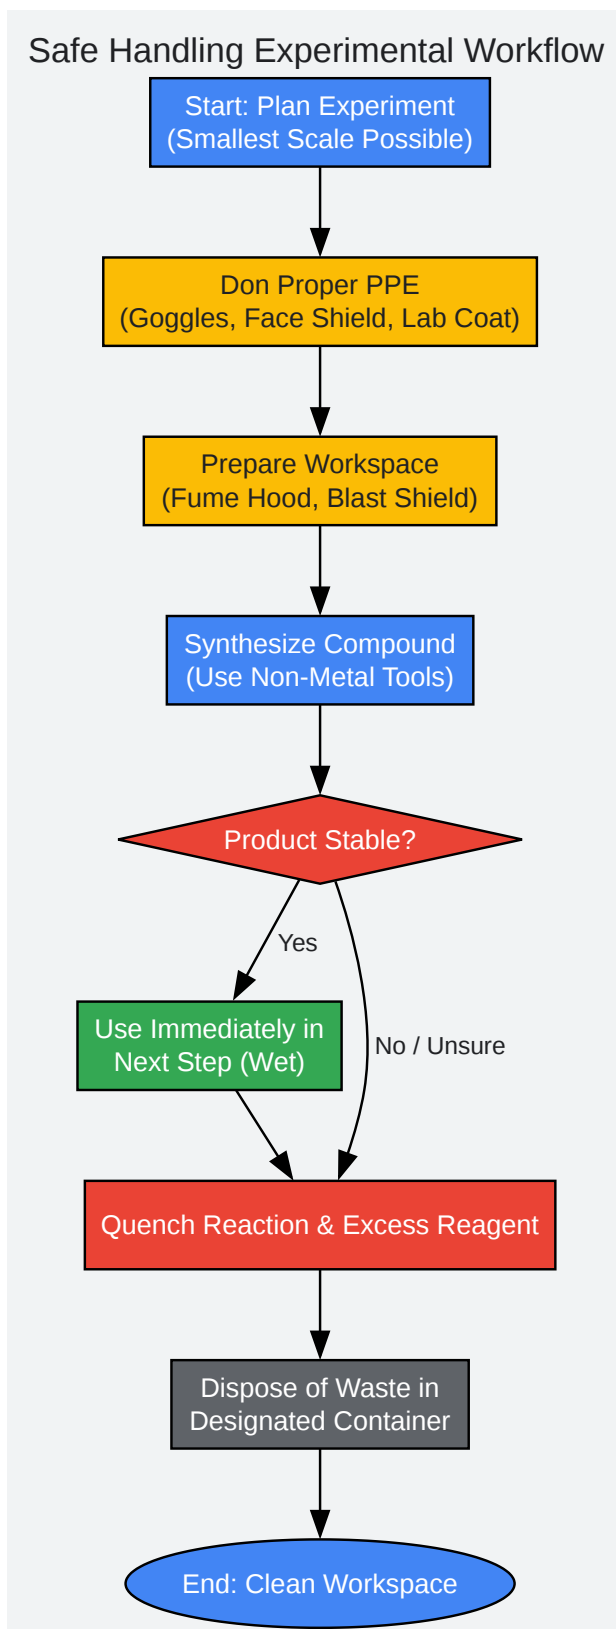 Safe Handling Experimental Workflow
Start: Plan Experiment
(Smallest Scale Possible)
Don Proper PPE
(Goggles, Face Shield, Lab Coat)
Prepare Workspace
(Fume Hood, Blast Shield)
Synthesize Compound
(Use Non-Metal Tools)
Product Stable?
Yes
Use Immediately in
Next Step (Wet)
No / Unsure
Quench Reaction & Excess Reagent
Dispose of Waste in
Designated Container
End: Clean Workspace